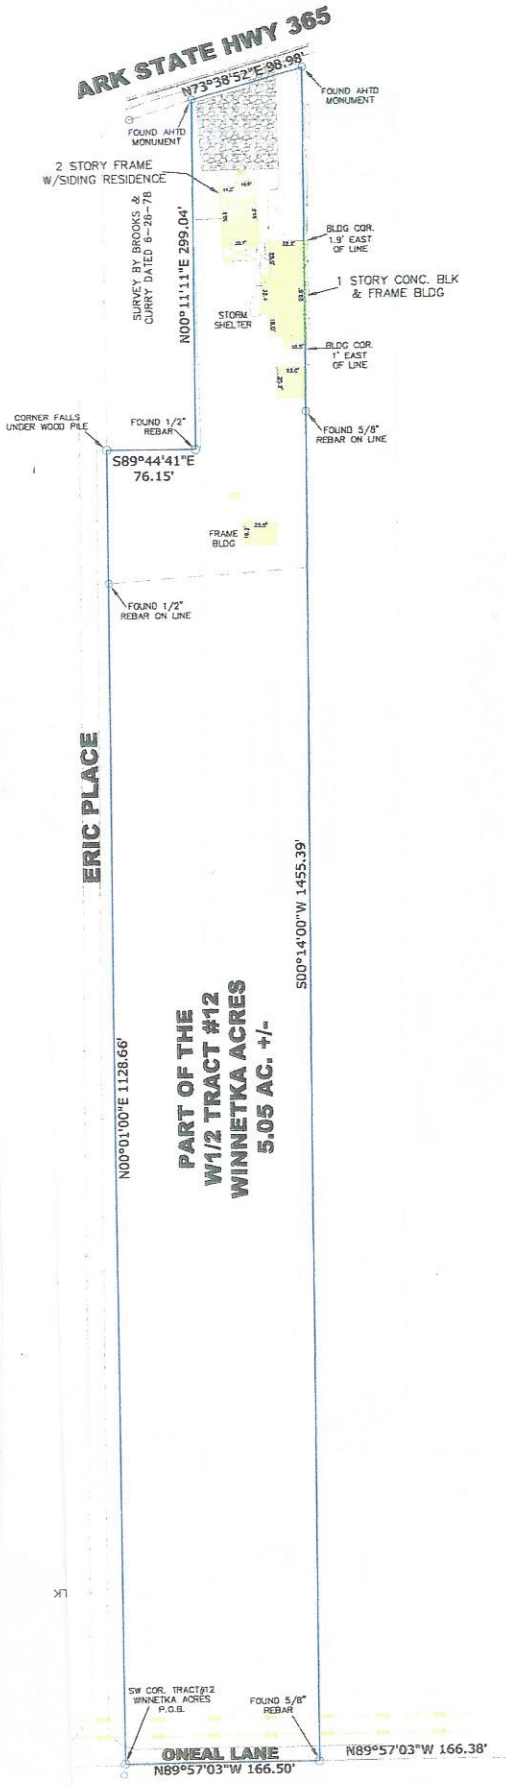 ARK STATE HWY 365
N73°38'52"E 98.98'
FOUND AHTD
MONUMENT
FOUND AHTD
MONUMENT
2 STORY FRAME
W/SIDING RESIDENCE
SURVEY BY BROOKS &
CURRY DATED 6-26-78
N00°11'11"E 299.04'
BLDG COR.
1.9' EAST
OF LINE
1 STORY CONC. BLK
& FRAME BLDG
STORM
SHELTER
BLDG COR.
1' EAST
OF LINE
CORNER FALLS
UNDER WOOD PILE
FOUND 1/2"
REBAR
FOUND 5/8"
REBAR ON LINE
S89°44'41"E
76.15'
FRAME
BLDG
FOUND 1/2"
REBAR ON LINE
ERIC PLACE
S00°14'00"W 1455.39'
N00°01'00"E 1128.66'
PART OF THE
W1/2 TRACT #12
WINNETKA ACRES
5.05 AC. +/-
LK
SW COR. TRACT#12
WINNETKA ACRES
P.O.B.
FOUND 5/8"
REBAR
ONEAL LANE
N89°57'03"W 166.50'
N89°57'03"W 166.38'